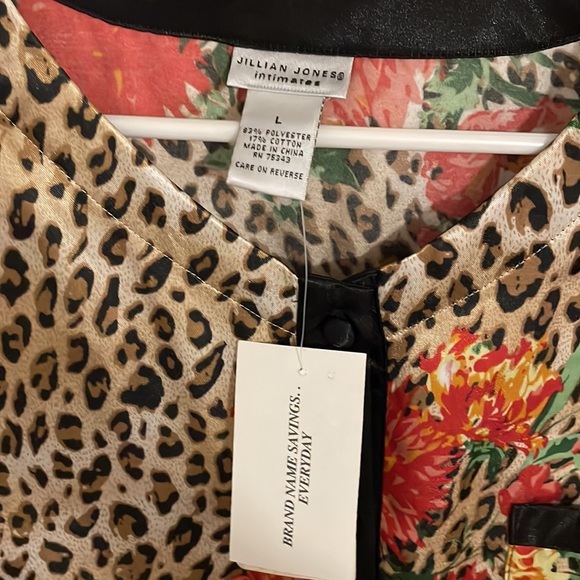 JILLIAN JONES®
intimates
L
83% POLYESTER
17% COTTON
MADE IN CHINA
RN 75343
CARE ON REVERSE
BRAND NAME SAVINGS. .
EVERYDAY